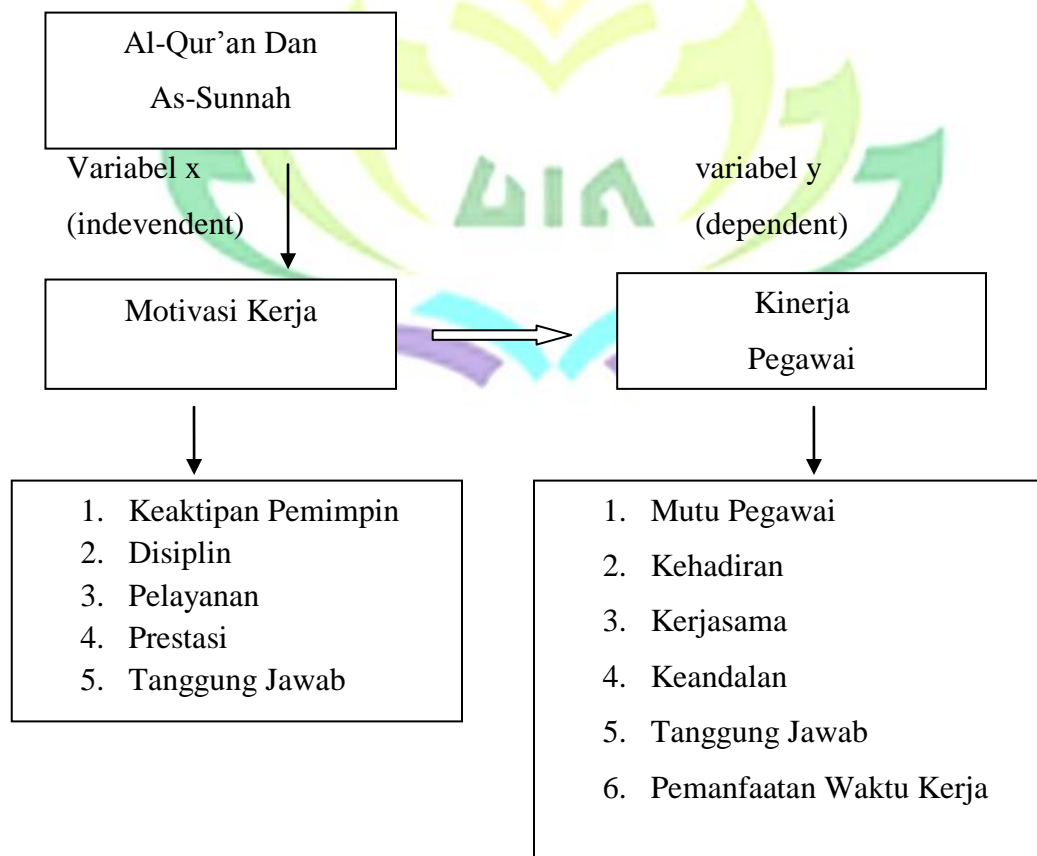 Al-Qur’an Dan
As-Sunnah
Variabel x
(indevendent)
variabel y
(dependent)
UIN
Motivasi Kerja
Kinerja
Pegawai
1. Keaktipan Pemimpin
2. Disiplin
3. Pelayanan
4. Prestasi
5. Tanggung Jawab
1. Mutu Pegawai
2. Kehadiran
3. Kerjasama
4. Keandalan
5. Tanggung Jawab
6. Pemanfaatan Waktu Kerja